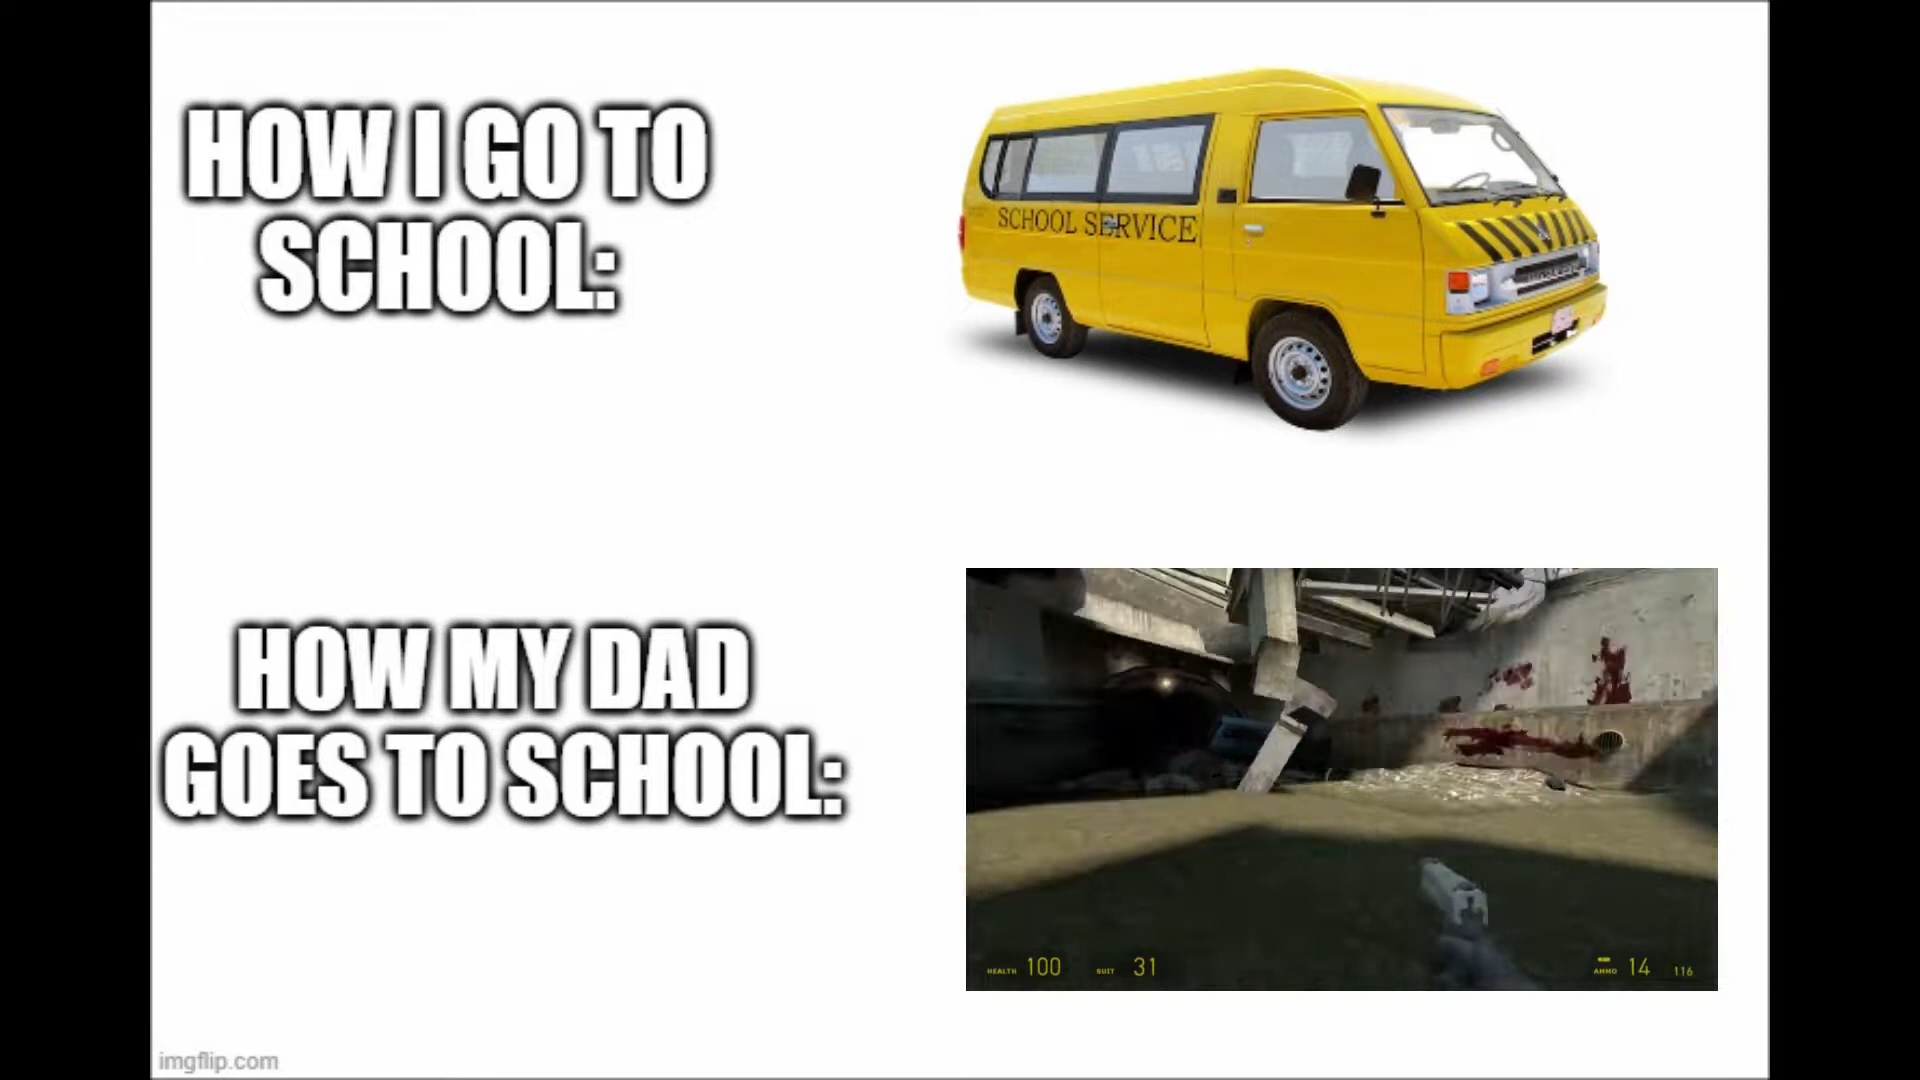 HOW I GO TO
SCHOOL:
SCHOOL SERVICE
HOW MY DAD
GOES TO SCHOOL:
HEALTH 100 SUIT 31 AMMO 14 116
imgflip.com